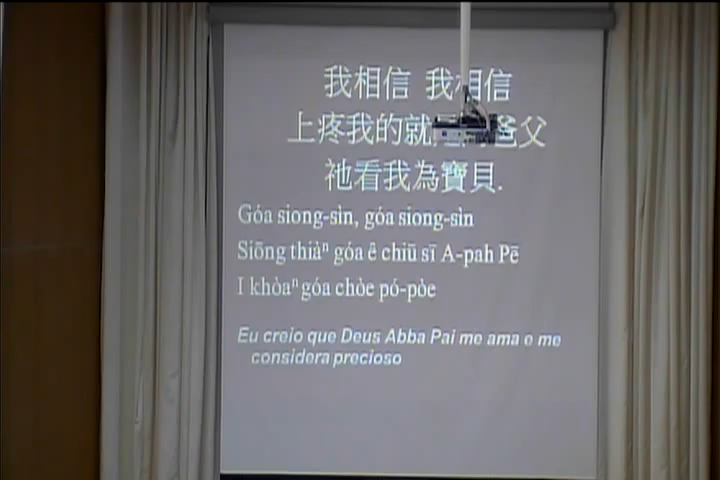 我相信 我相信
上疼我的就 爸父
祂看我為寶貝.
Góa siong-sìn, góa siong-sìn
Siōng thiàⁿ góa ê chiū sī A-pah Pē
I khòaⁿ góa chòe pó-pòe
Eu creio que Deus Abba Pai me ama e me
considera precioso